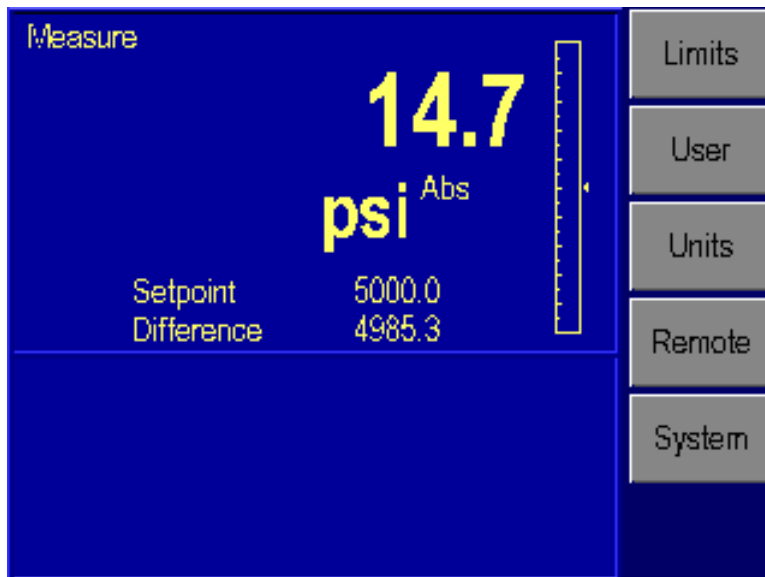 Measure
14.7
psi Abs
Setpoint 5000.0
Difference 4985.3
Limits
User
Units
Remote
System